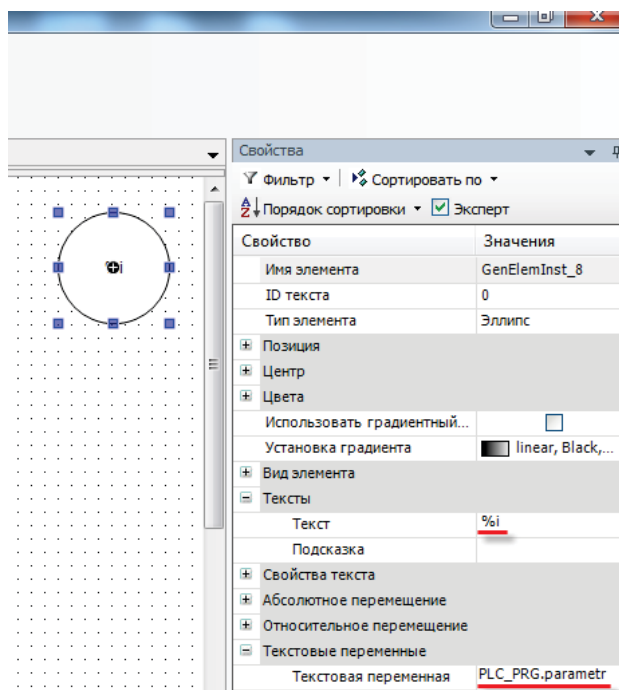 Свойства
Фильтр Сортировать по
Порядок сортировки Эксперт
Свойство Значения
Имя элемента GenElemInst_8
ID текста 0
Тип элемента Эллипс
Позиция
Центр
Цвета
Использовать градиентный...
Установка градиента linear, Black,...
Вид элемента
Тексты
Текст %i
Подсказка
Свойства текста
Абсолютное перемещение
Относительное перемещение
Текстовые переменные
Текстовая переменная PLC_PRG.parametr